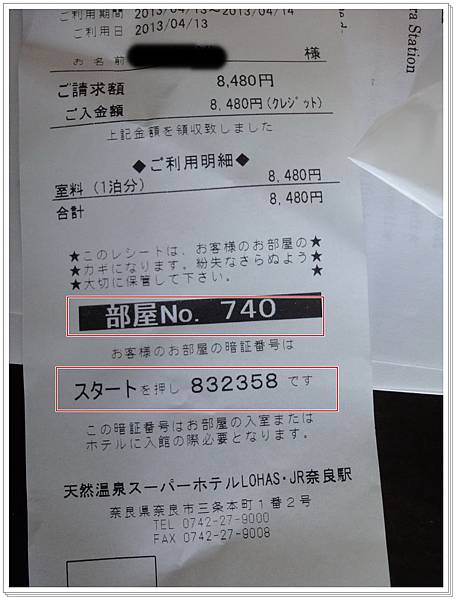 ご利用期間 2013/04/13～2013/04/14
ご利用日 2013/04/13
お名前 様
ご請求額 8,480円
ご入金額 8,480円(クレジット)
上記金額を領収致しました
◆ご利用明細◆
室料 (1泊分) 8,480円
合計 8,480円
★このレシートは、お客様のお部屋の★
★カギになります。紛失なさらぬよう★
★大切に保管して下さい。 ★
部屋No. 740
お客様のお部屋の暗証番号は
スタートを押し 832358 です
この暗証番号はお部屋の入室または
ホテルに入館の際必要となります。
天然温泉スーパーホテルLOHAS・JR奈良駅
奈良県奈良市三条本町1番2号
TEL 0742-27-9000
FAX 0742-27-9008
ra Station